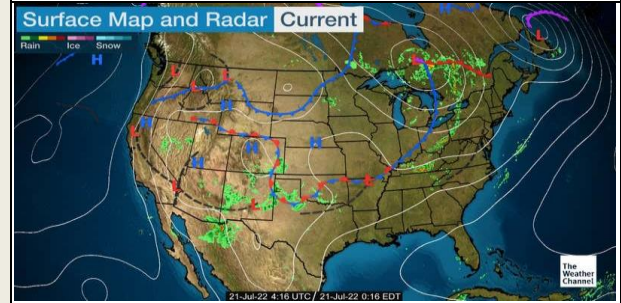 Surface Map and Radar Current
Rain Ice Snow
H
H
L
L
L
H
L
L
H
L
H
H
H
L
L
L
The
Weather
Channel
21-Jul-22 4:16 UTC / 21-Jul-22 0:16 EDT